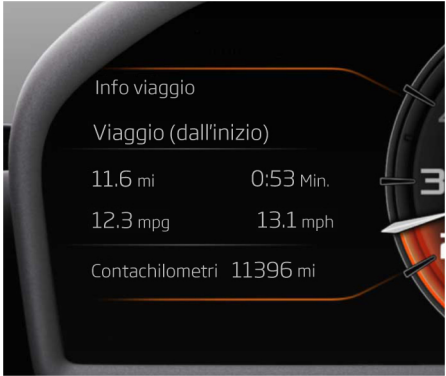 Info viaggio
Viaggio (dall'inizio)
11.6 mi 0:53 Min.
12.3 mpg 13.1 mph
Contachilometri 11396 mi
3